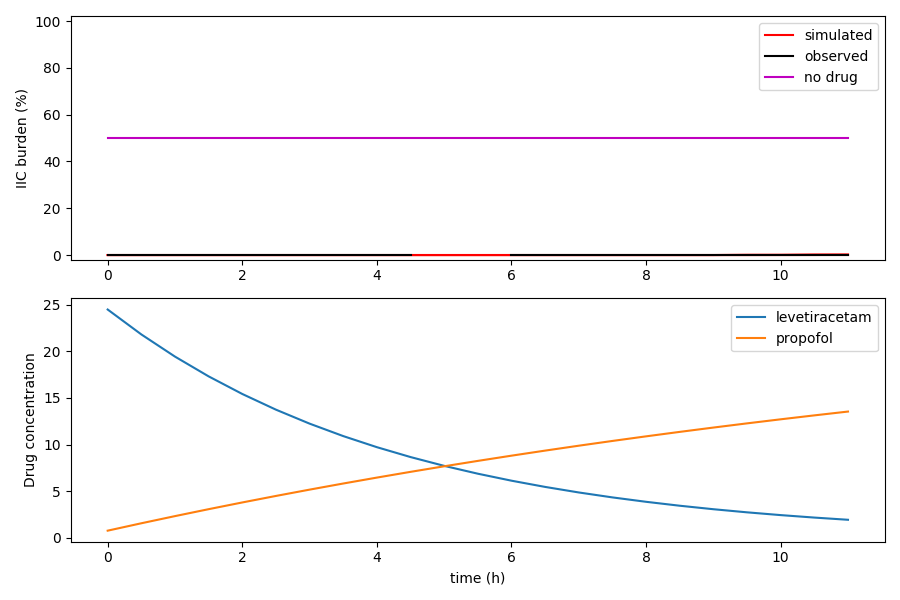 100
80
60
40
20
0
IIC burden (%)
simulated
observed
no drug
0 2 4 6 8 10
25
20
15
10
5
0
Drug concentration
levetiracetam
propofol
0 2 4 6 8 10
time (h)